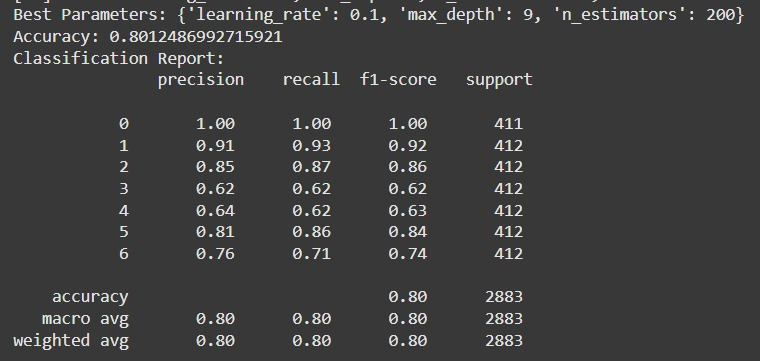 Best Parameters: {'learning_rate': 0.1, 'max_depth': 9, 'n_estimators': 200}
Accuracy: 0.8012486992715921
Classification Report:
precision recall f1-score support
0 1.00 1.00 1.00 411
1 0.91 0.93 0.92 412
2 0.85 0.87 0.86 412
3 0.62 0.62 0.62 412
4 0.64 0.62 0.63 412
5 0.81 0.86 0.84 412
6 0.76 0.71 0.74 412
accuracy 0.80 2883
macro avg 0.80 0.80 0.80 2883
weighted avg 0.80 0.80 0.80 2883